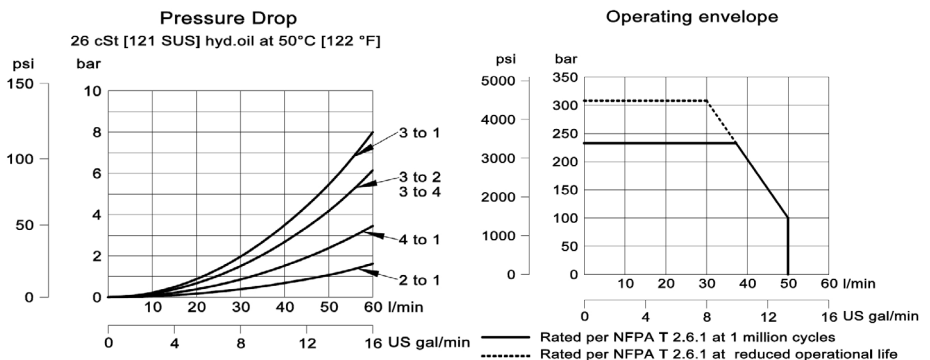 Pressure Drop
26 cSt [121 SUS] hyd.oil at 50°C [122 °F]
psi bar
150
100
50
0
10
8
6
4
2
0
3 to 1
3 to 2
3 to 4
4 to 1
2 to 1
10 20 30 40 50 60 l/min
0 4 8 12 16 US gal/min
Operating envelope
psi bar
5000
4000
3000
2000
1000
0
350
300
250
200
150
100
50
0
10 20 30 40 50 60 l/min
0 4 8 12 16 US gal/min
Rated per NFPA T 2.6.1 at 1 million cycles
Rated per NFPA T 2.6.1 at reduced operational life